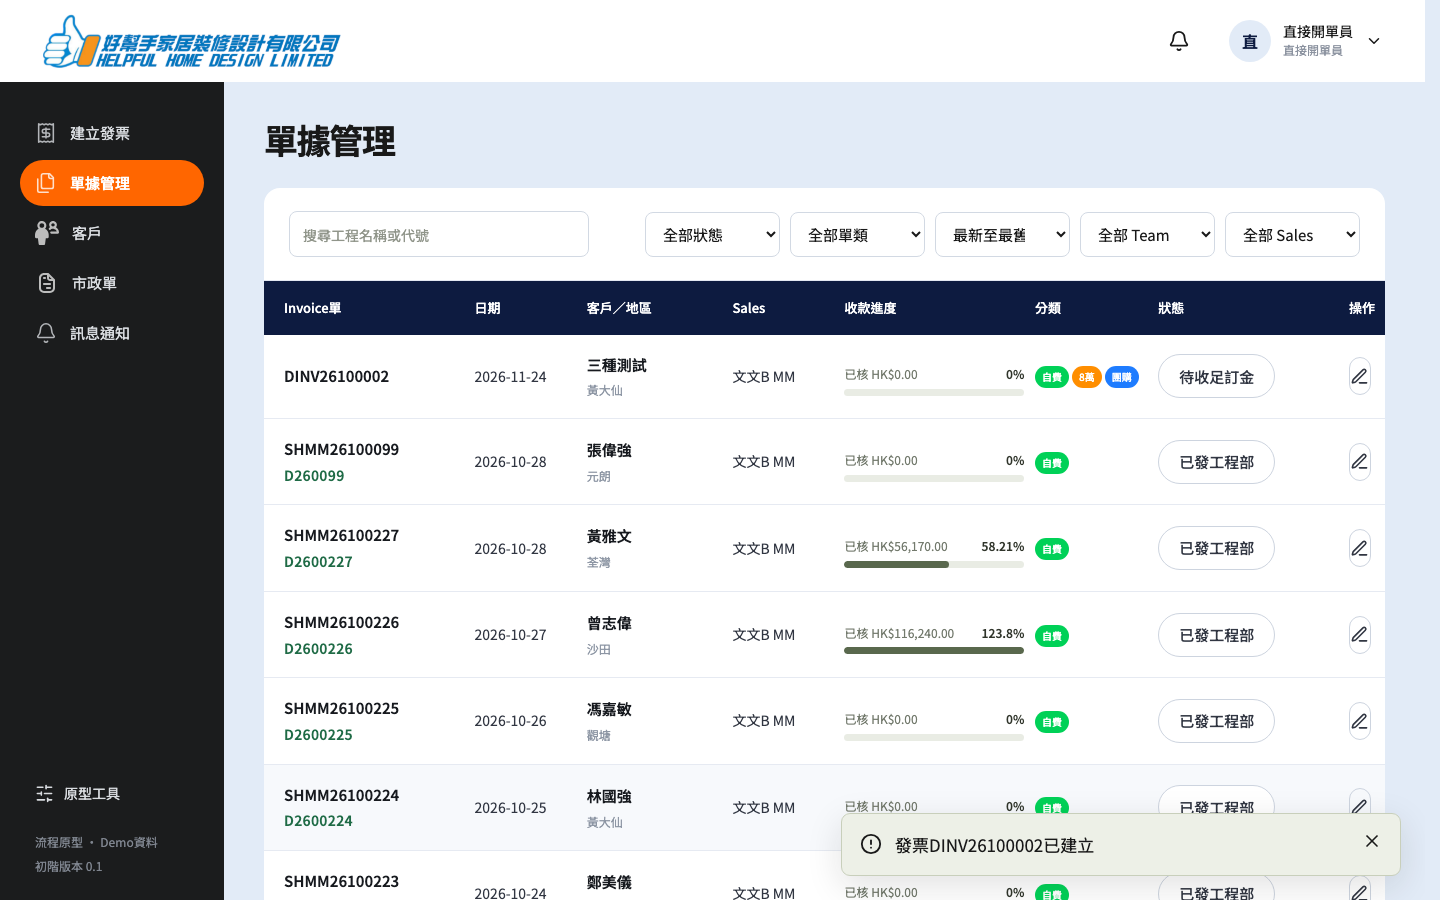 好幫手家居裝修設計有限公司
HELPFUL HOME DESIGN LIMITED
直
直接開單員
直接開單員
建立發票
單據管理
客戶
市政單
訊息通知
原型工具
流程原型 · Demo資料
初階版本 0.1
單據管理
搜尋工程名稱或代號
全部狀態
全部單類
最新至最舊
全部 Team
全部 Sales
Invoice單 日期 客戶／地區 Sales 收款進度 分類 狀態 操作
DINV26100002 2026-11-24 三種測試 黃大仙 文文B MM 已核 HK$0.00 0% 自費 8萬 團購 待收足訂金
SHMM26100099 D260099 2026-10-28 張偉強 元朗 文文B MM 已核 HK$0.00 0% 自費 已發工程部
SHMM26100227 D2600227 2026-10-28 黃雅文 荃灣 文文B MM 已核 HK$56,170.00 58.21% 自費 已發工程部
SHMM26100226 D2600226 2026-10-27 曾志偉 沙田 文文B MM 已核 HK$116,240.00 123.8% 自費 已發工程部
SHMM26100225 D2600225 2026-10-26 馮嘉敏 觀塘 文文B MM 已核 HK$0.00 0% 自費 已發工程部
SHMM26100224 D2600224 2026-10-25 林國強 黃大仙 文文B MM 已核 HK$0.00 0% 自費 已發工程部
SHMM26100223 2026-10-24 鄭美儀 文文B MM 已核 HK$0.00 0% 自費 已發工程部
發票DINV26100002已建立